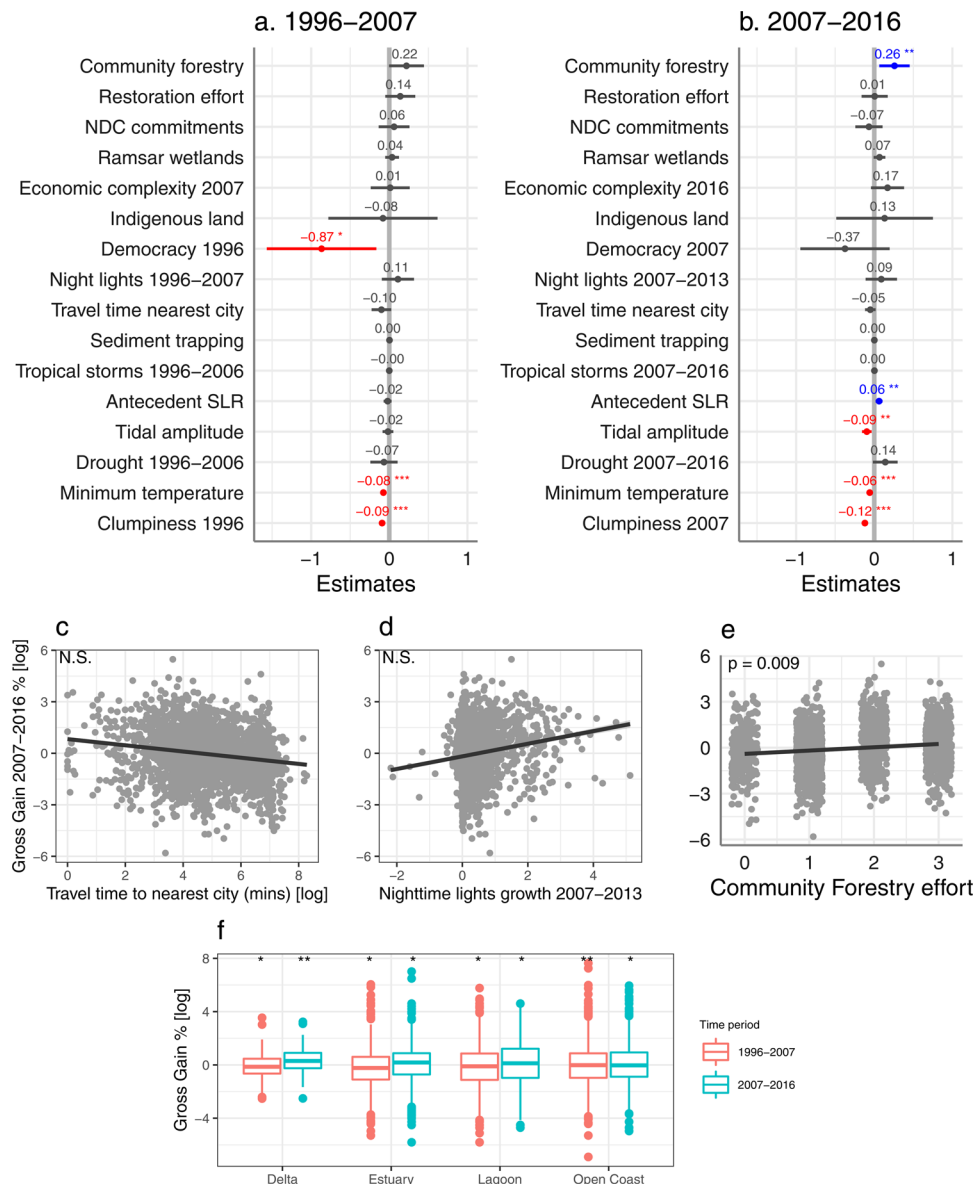 a. 1996−2007
Community forestry 0.22
Restoration effort 0.14
NDC commitments 0.06
Ramsar wetlands 0.04
Economic complexity 2007 0.01
Indigenous land −0.08
Democracy 1996 −0.87 *
Night lights 1996−2007 0.11
Travel time nearest city −0.10
Sediment trapping 0.00
Tropical storms 1996−2006 −0.00
Antecedent SLR −0.02
Tidal amplitude −0.02
Drought 1996−2006 −0.07
Minimum temperature −0.08 ***
Clumpiness 1996 −0.09 ***
−1 0 1
Estimates
b. 2007−2016
Community forestry 0.26 **
Restoration effort 0.01
NDC commitments −0.07
Ramsar wetlands 0.07
Economic complexity 2016 0.17
Indigenous land 0.13
Democracy 2007 −0.37
Night lights 2007−2013 0.09
Travel time nearest city −0.05
Sediment trapping 0.00
Tropical storms 2007−2016 0.00
Antecedent SLR 0.06 **
Tidal amplitude −0.09 **
Drought 2007−2016 0.14
Minimum temperature −0.06 ***
Clumpiness 2007 −0.12 ***
−1 0 1
Estimates
c
Gross Gain 2007−2016 % [log]
6
3
0
−3
−6
N.S.
0 2 4 6 8
Travel time to nearest city (mins) [log]
d
6
3
0
−3
−6
N.S.
−2 0 2 4
Nighttime lights growth 2007−2013
e
6
3
0
−3
−6
p = 0.009
0 1 2 3
Community Forestry effort
f
Gross Gain % [log]
8
4
0
−4
* ** * * * * ** *
Delta Estuary Lagoon Open Coast
Time period
1996−2007
2007−2016